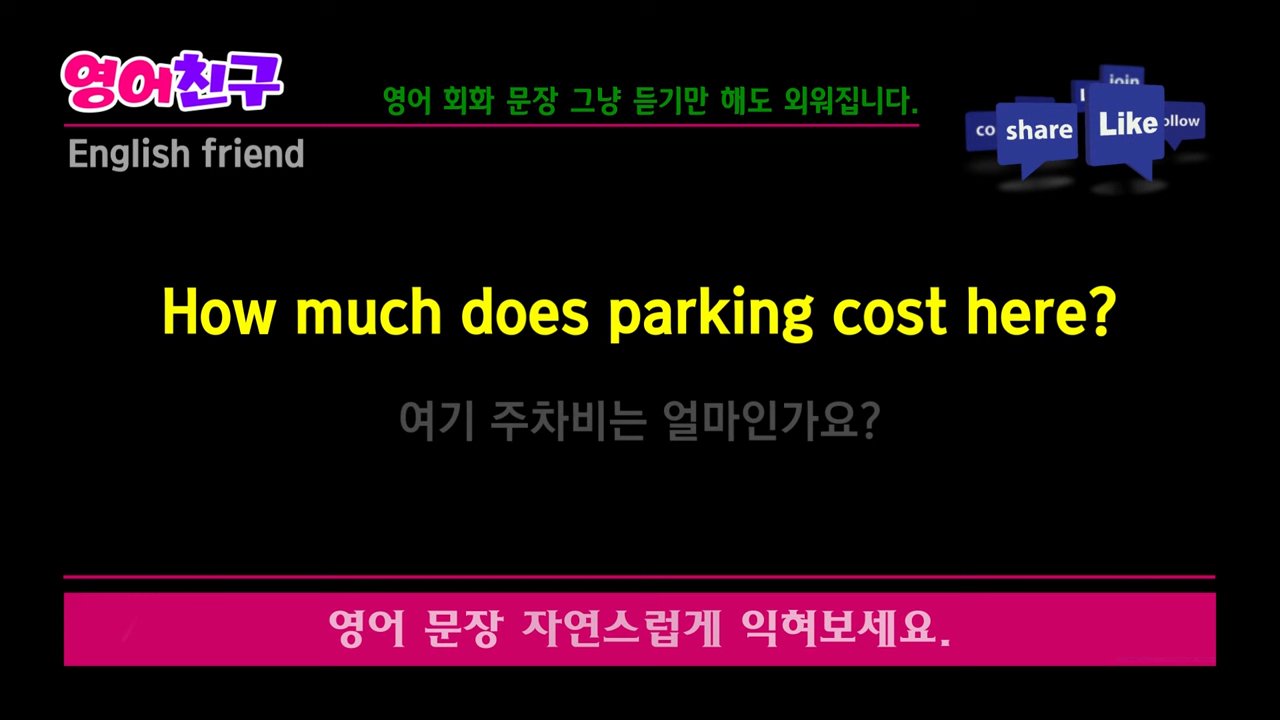 영어친구
영어 회화 문장 그냥 듣기만 해도 외워집니다.
English friend
join
share
Like
How much does parking cost here?
여기 주차비는 얼마인가요?
영어 문장 자연스럽게 익혀보세요.